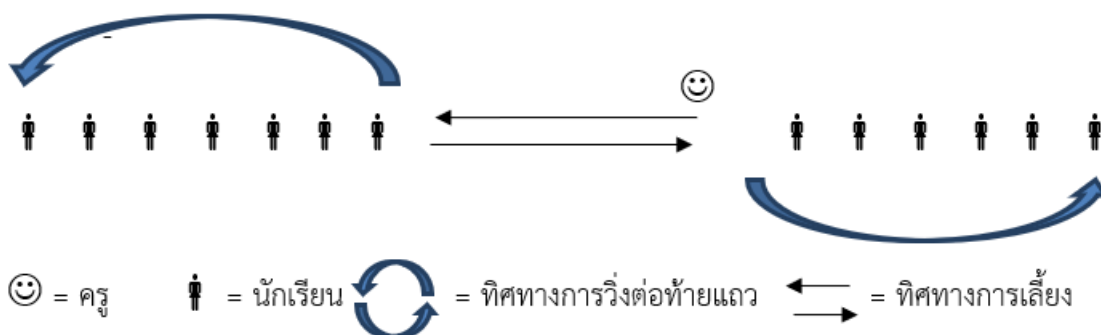 = ครู = นักเรียน = ทิศทางการวิ่งต่อท้ายแถว = ทิศทางการเลี้ยง